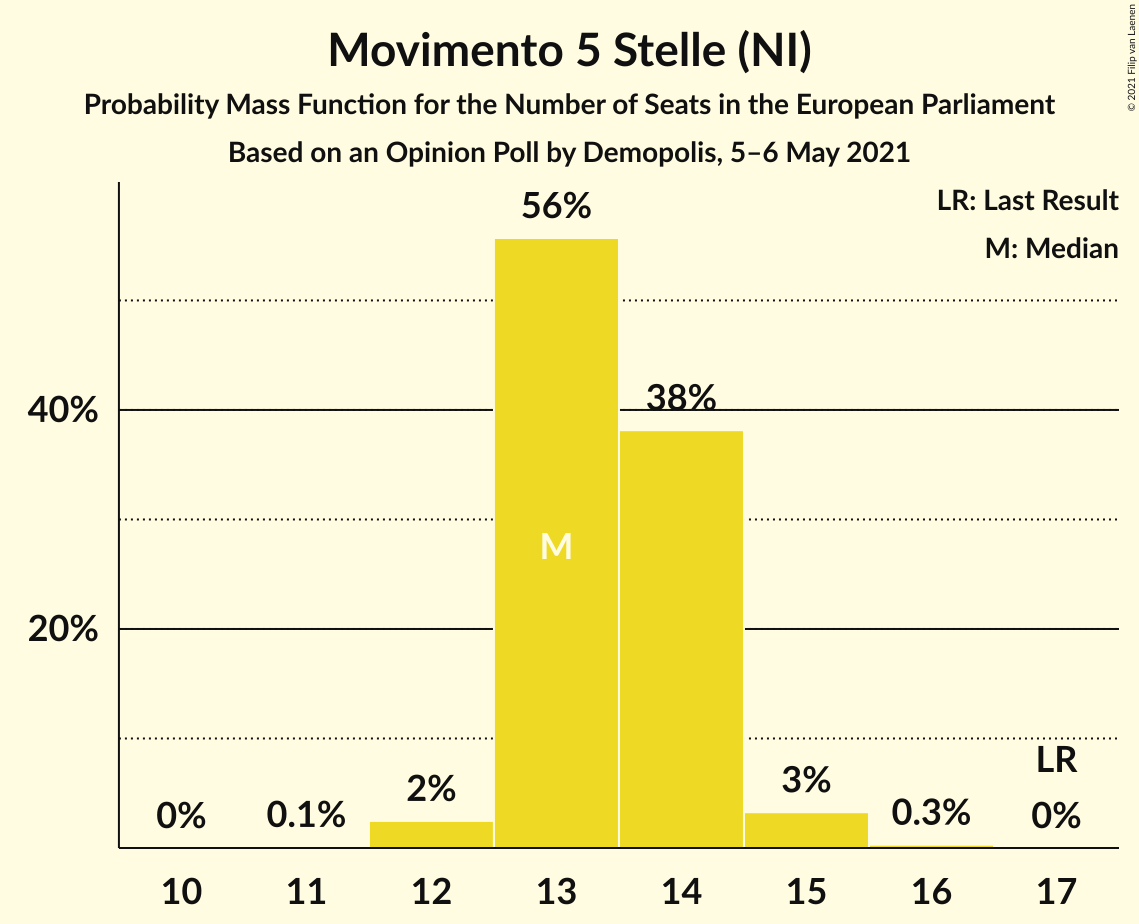 Movimento 5 Stelle (NI)
Probability Mass Function for the Number of Seats in the European Parliament
Based on an Opinion Poll by Demopolis, 5–6 May 2021
© 2021 Filip van Laenen
LR: Last Result
M: Median
56%
38%
40%
M
20%
LR
2%
3%
0%
0.1%
0.3%
0%
10 11 12 13 14 15 16 17